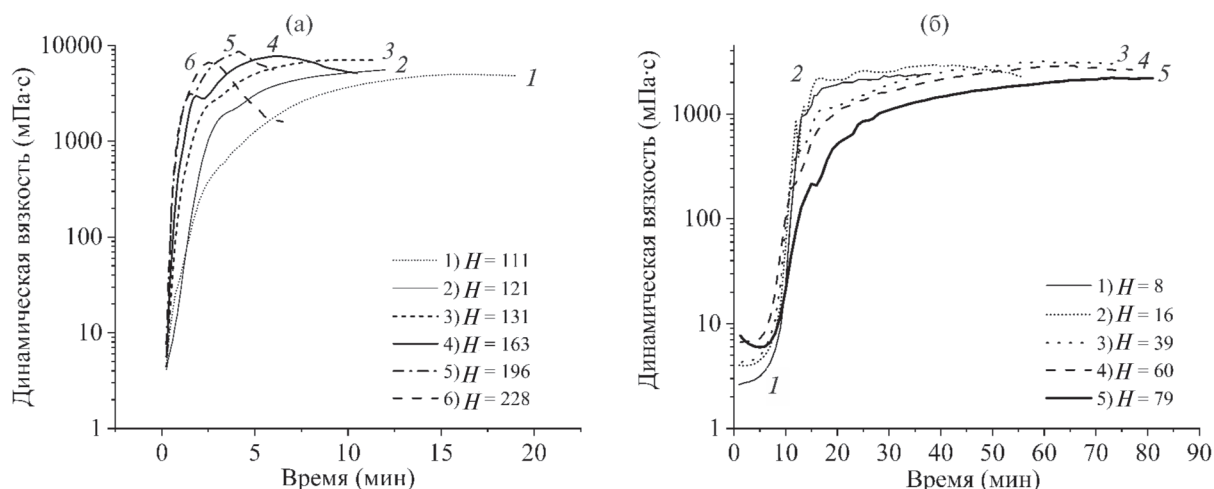 (а)
Динамическая вязкость (мПа·с)
10000
1000
100
10
1
0
5
10
15
20
Время (мин)
1
2
3
4
5
6
1) H = 111
2) H = 121
3) H = 131
4) H = 163
5) H = 196
6) H = 228
(б)
Динамическая вязкость (мПа·с)
1000
100
10
1
0
10
20
30
40
50
60
70
80
90
Время (мин)
2
3
4
5
1
1) H = 8
2) H = 16
3) H = 39
4) H = 60
5) H = 79